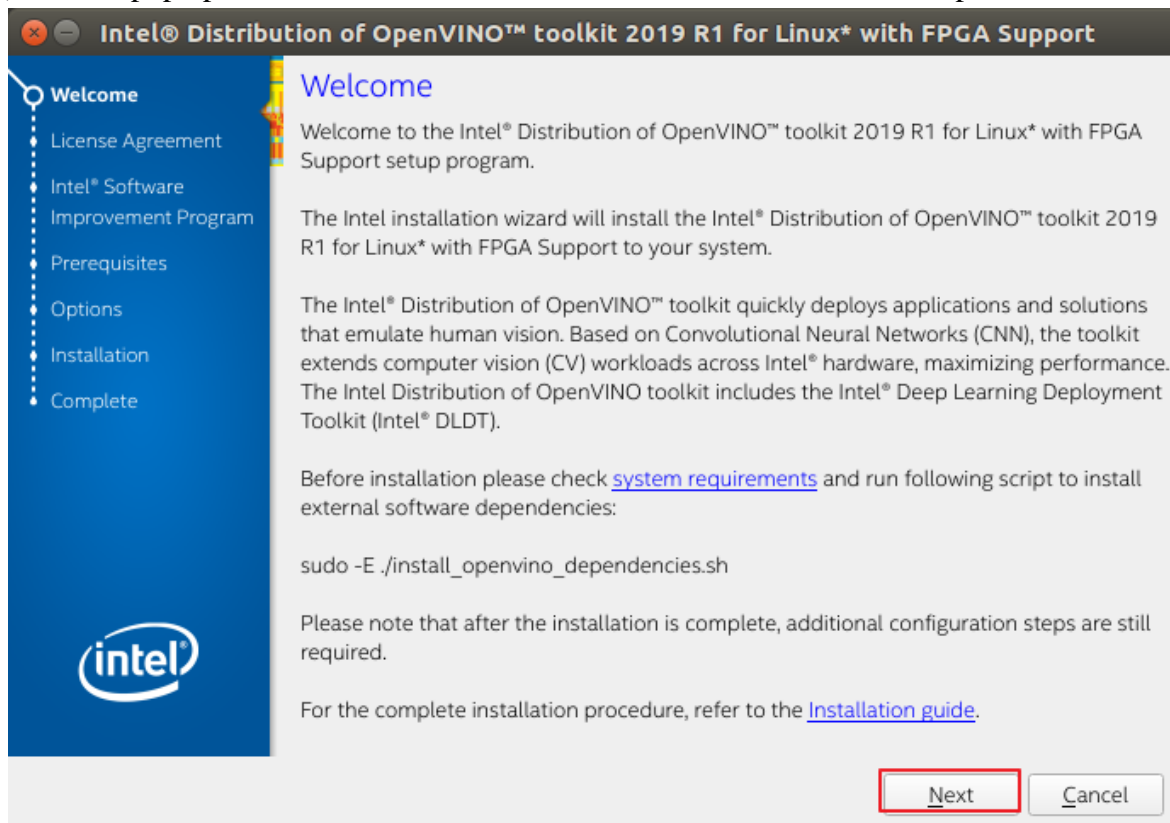 Intel® Distribution of OpenVINO™ toolkit 2019 R1 for Linux* with FPGA Support
Welcome
License Agreement
Intel® Software
Improvement Program
Prerequisites
Options
Installation
Complete
intel®
Welcome
Welcome to the Intel® Distribution of OpenVINO™ toolkit 2019 R1 for Linux* with FPGA
Support setup program.
The Intel installation wizard will install the Intel® Distribution of OpenVINO™ toolkit 2019
R1 for Linux* with FPGA Support to your system.
The Intel® Distribution of OpenVINO™ toolkit quickly deploys applications and solutions
that emulate human vision. Based on Convolutional Neural Networks (CNN), the toolkit
extends computer vision (CV) workloads across Intel® hardware, maximizing performance.
The Intel Distribution of OpenVINO toolkit includes the Intel® Deep Learning Deployment
Toolkit (Intel® DLDT).
Before installation please check system requirements and run following script to install
external software dependencies:
sudo -E ./install_openvino_dependencies.sh
Please note that after the installation is complete, additional configuration steps are still
required.
For the complete installation procedure, refer to the Installation guide.
Next
Cancel